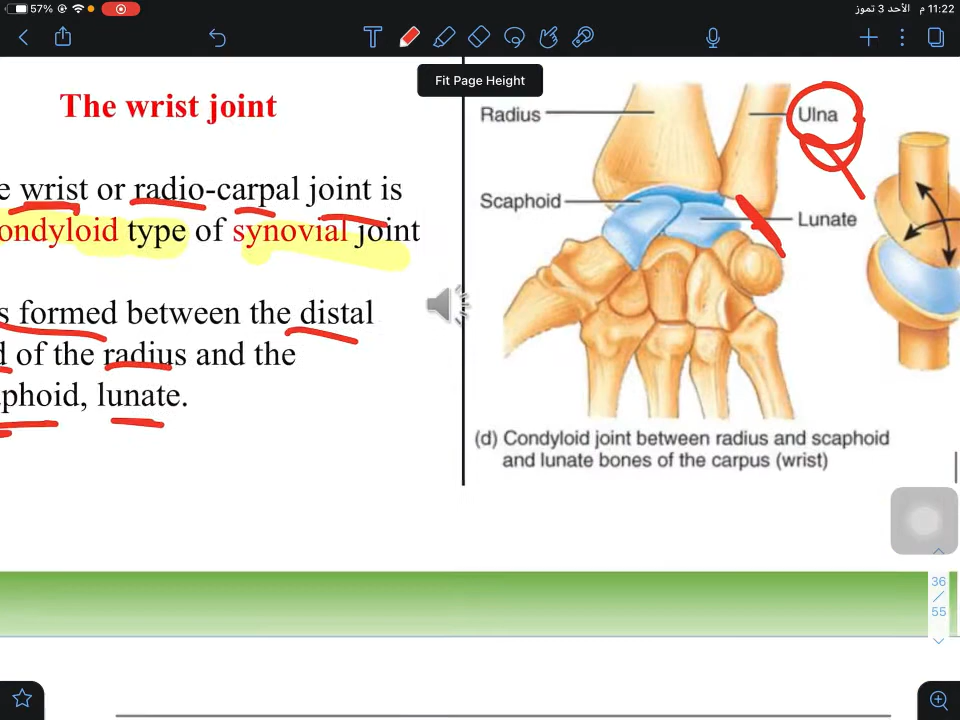 57%
الأحد 3 تموز
11:22 م
T
Fit Page Height
The wrist joint
wrist or radio-carpal joint is
type of synovial joint
formed between the distal
of the radius and the
lunate.
Radius
Ulna
Scaphoid
Lunate
(d) Condyloid joint between radius and scaphoid
and lunate bones of the carpus (wrist)
36
/
55